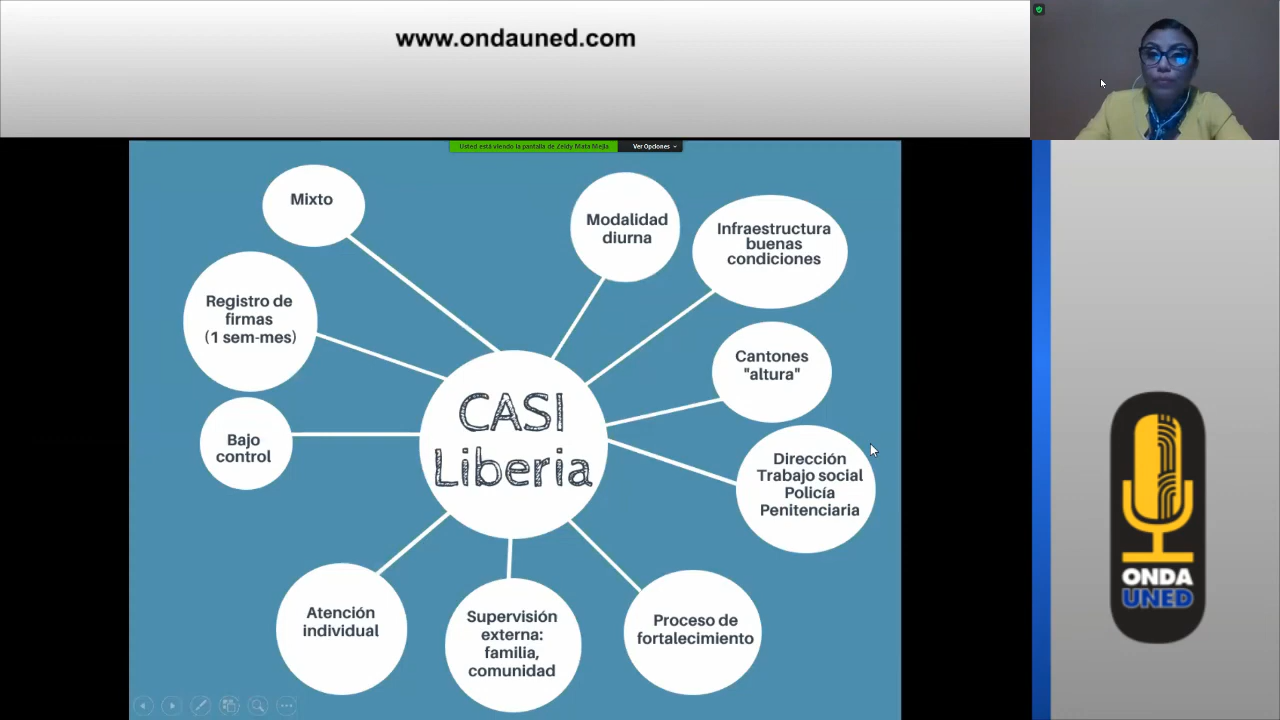 www.ondauned.com
Usted está viendo la pantalla de Zeidy Mata Mejia
Ver Opciones
Mixto
Modalidad
diurna
Infraestructura
buenas
condiciones
Registro de
firmas
(1 sem-mes)
Cantones
"altura"
CASI
Liberia
Bajo
control
Dirección
Trabajo social
Policía
Penitenciaria
Atención
individual
Supervisión
externa:
familia,
comunidad
Proceso de
fortalecimiento
ONDA
UNED